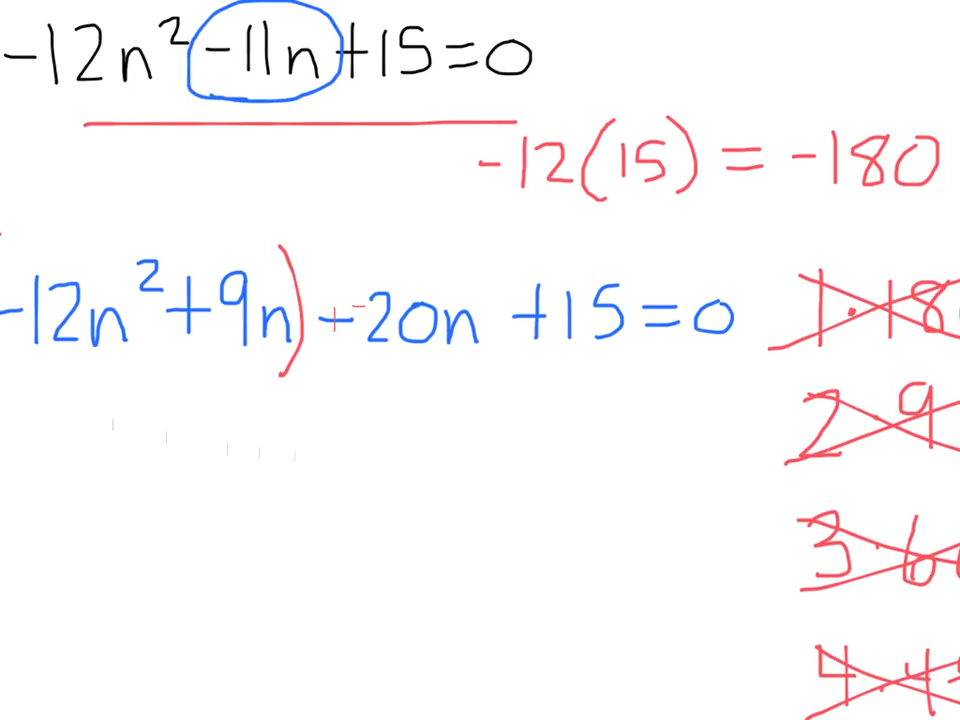 -12n² -11n +15=0
-12(15) = -180
-12n² +9n) +-20n +15=0
1·18
2·9
3·6
4·4